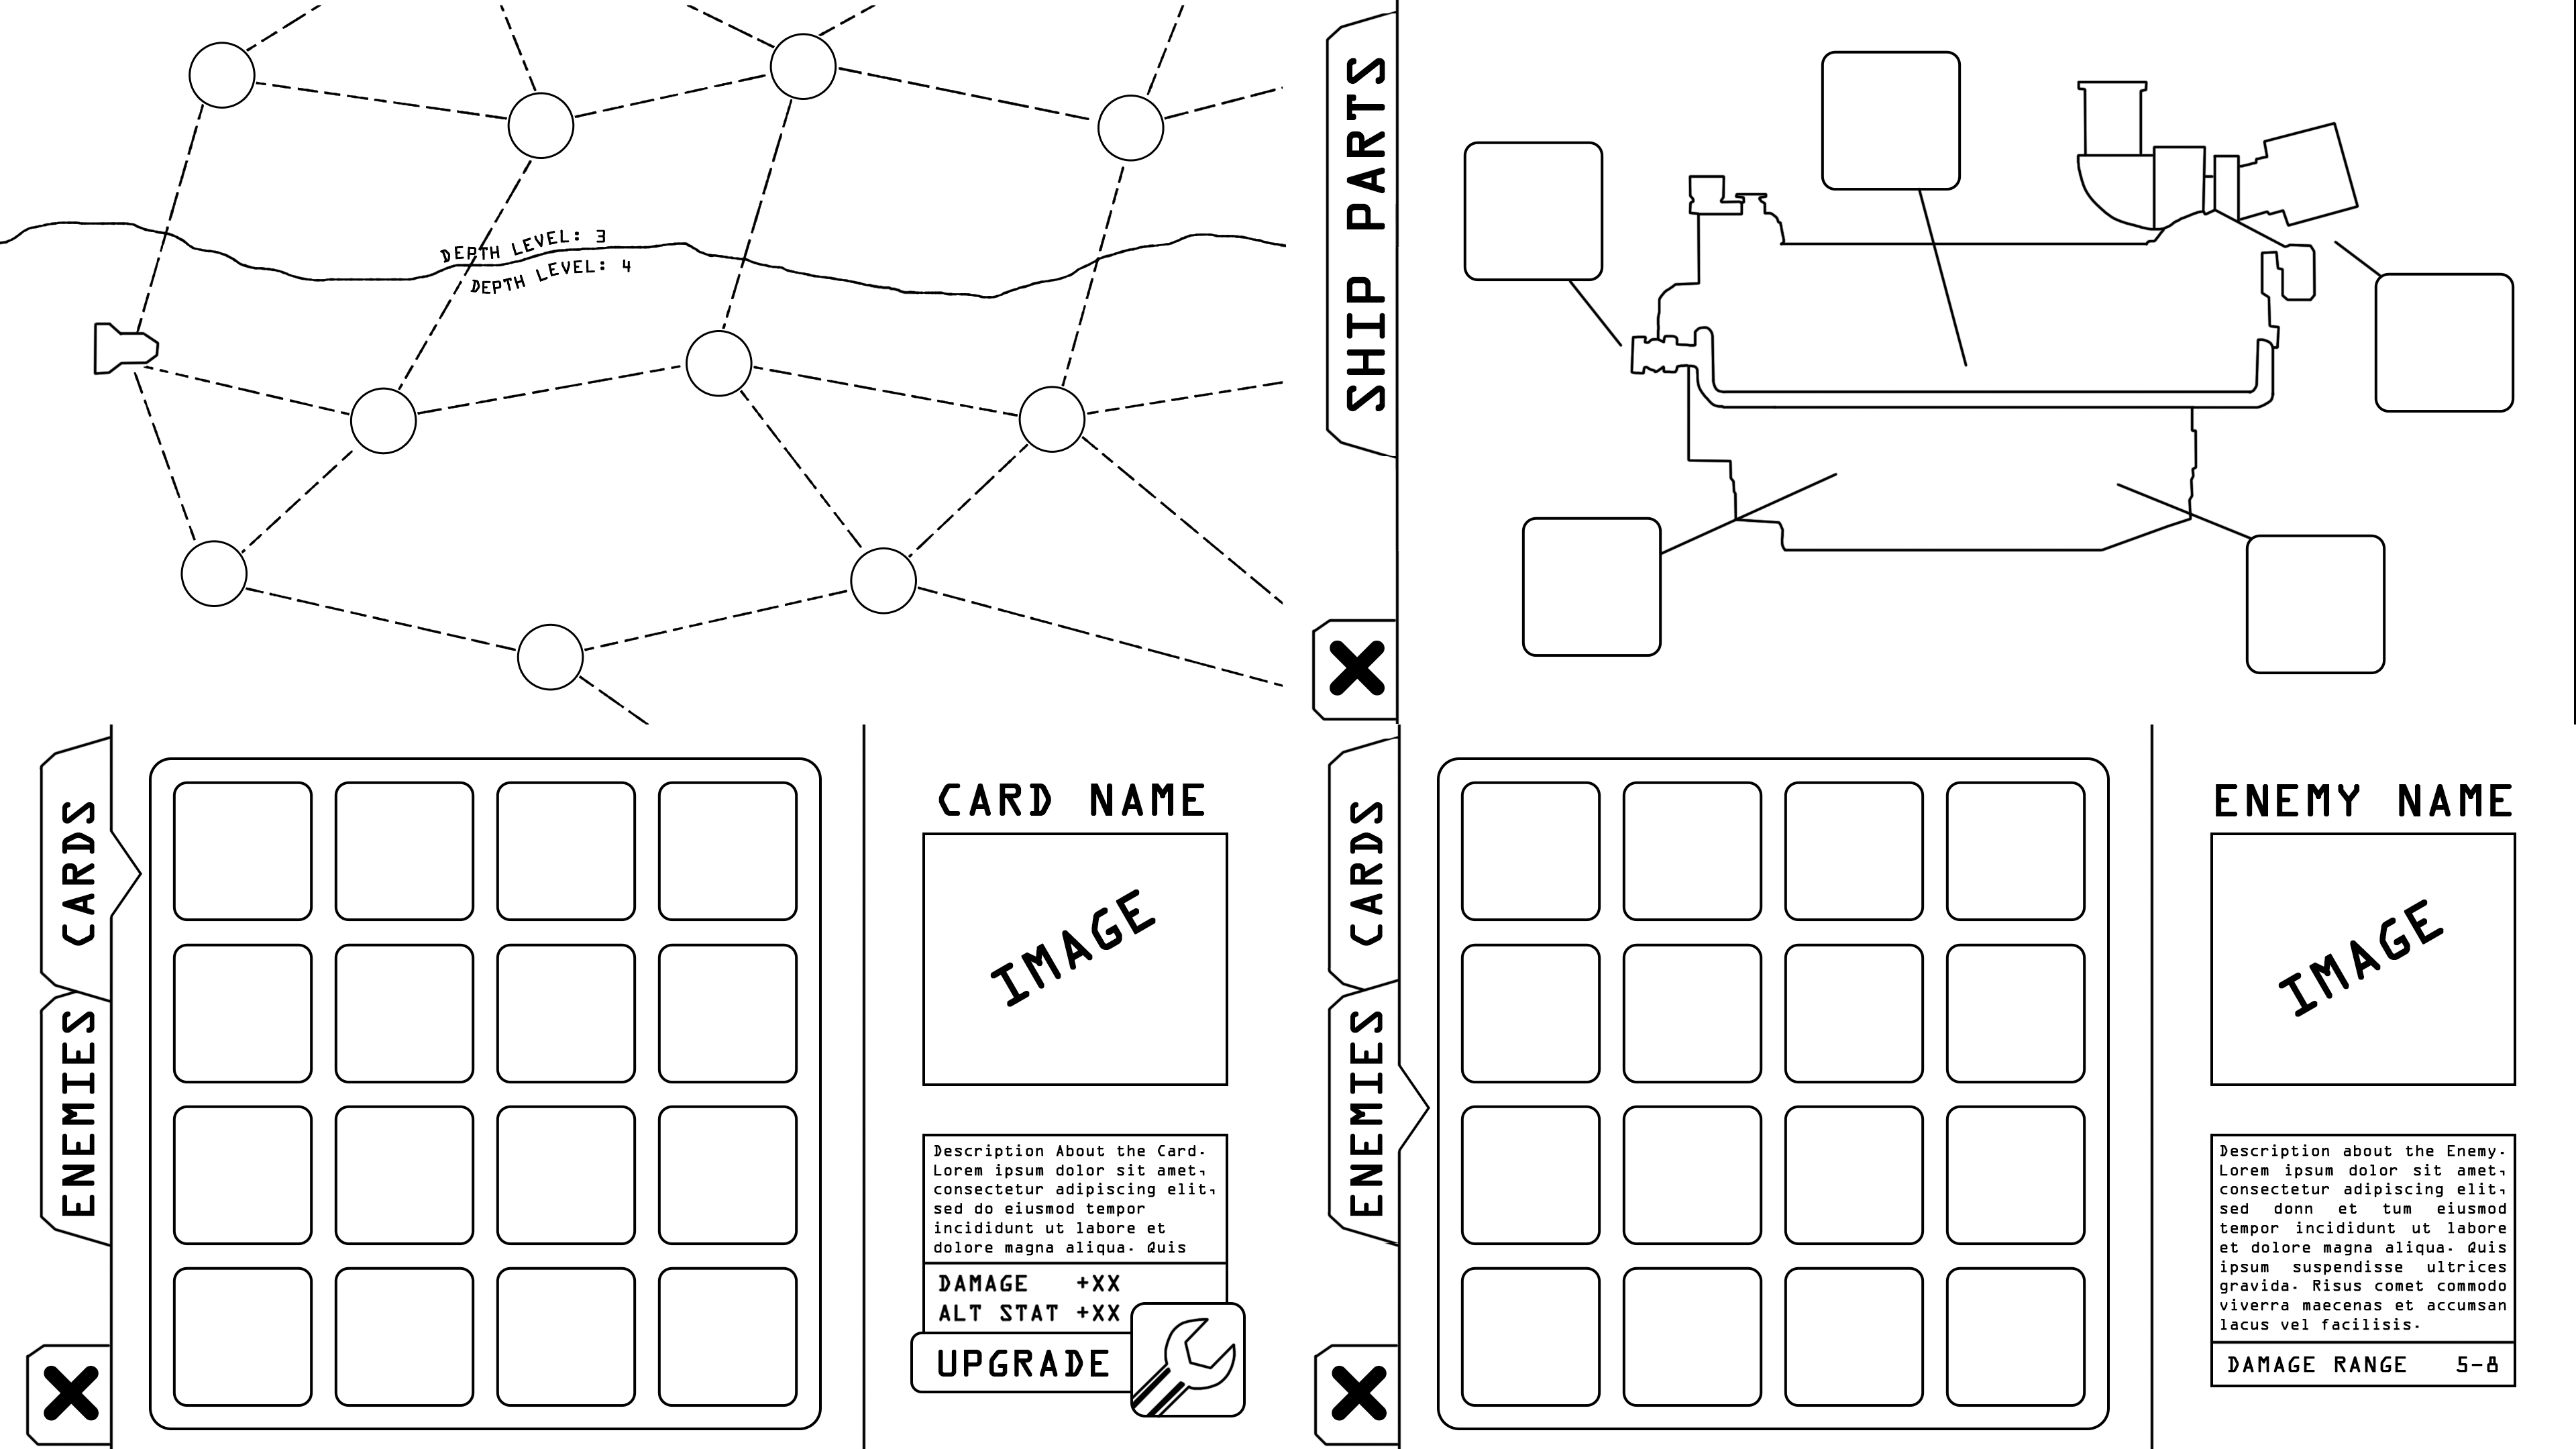 DEPTH LEVEL: 3
DEPTH LEVEL: 4
SHIP PARTS
CARDS
ENEMIES
CARD NAME
IMAGE
Description About the Card.
Lorem ipsum dolor sit amet,
consectetur adipiscing elit,
sed do eiusmod tempor
incididunt ut labore et
dolore magna aliqua. Quis
DAMAGE +XX
ALT STAT +XX
UPGRADE
CARDS
ENEMIES
ENEMY NAME
IMAGE
Description about the Enemy.
Lorem ipsum dolor sit amet,
consectetur adipiscing elit,
sed donn et tum eiusmod
tempor incididunt ut labore
et dolore magna aliqua. Quis
ipsum suspendisse ultrices
gravida. Risus comet commodo
viverra maecenas et accumsan
lacus vel facilisis.
DAMAGE RANGE 5-8